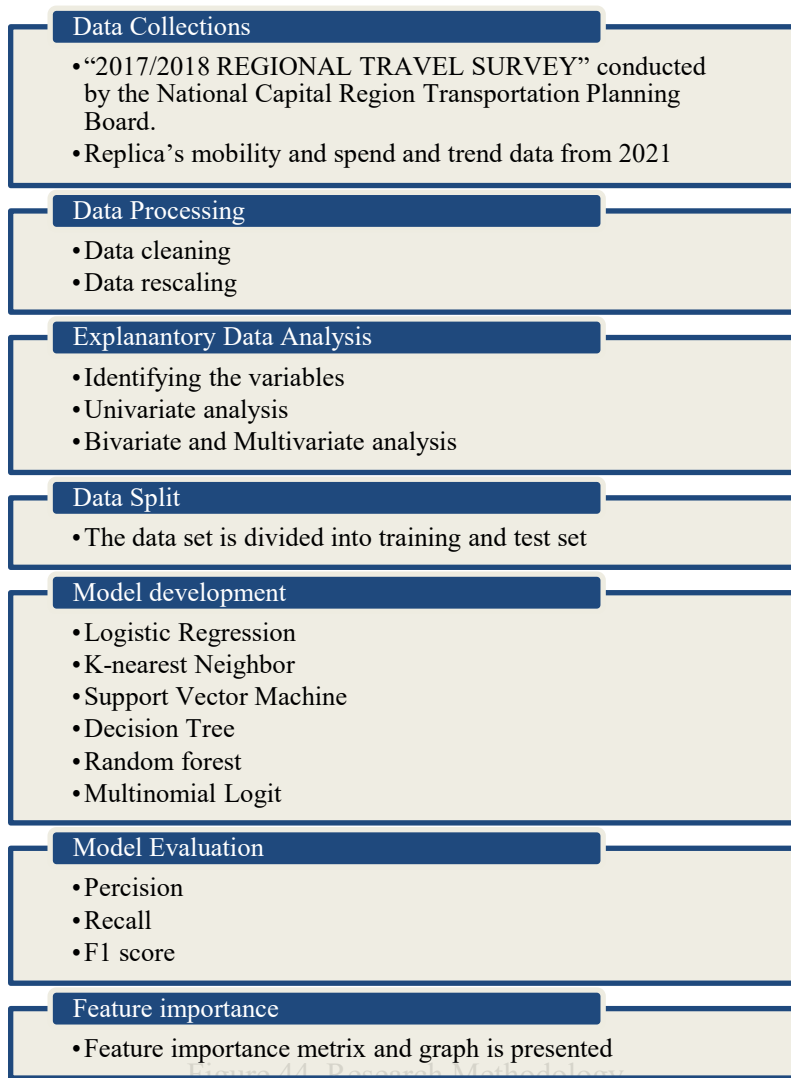 Data Collections
•“2017/2018 REGIONAL TRAVEL SURVEY” conducted
by the National Capital Region Transportation Planning
Board.
•Replica’s mobility and spend and trend data from 2021
Data Processing
•Data cleaning
•Data rescaling
Explanantory Data Analysis
•Identifying the variables
•Univariate analysis
•Bivariate and Multivariate analysis
Data Split
•The data set is divided into training and test set
Model development
•Logistic Regression
•K-nearest Neighbor
•Support Vector Machine
•Decision Tree
•Random forest
•Multinomial Logit
Model Evaluation
•Percision
•Recall
•F1 score
Feature importance
•Feature importance metrix and graph is presented
Figure 44. Research Methodology